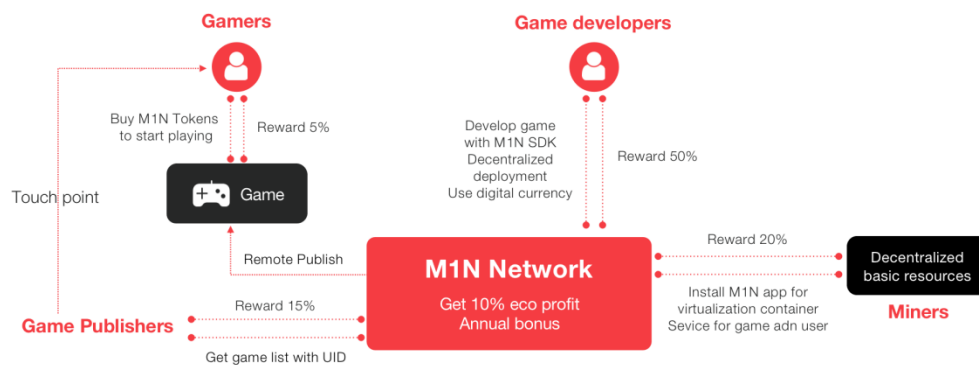 Gamers
Game developers
Buy M1N Tokens
to start playing
Reward 5%
Develop game
with M1N SDK
Decentralized
deployment
Use digital currency
Reward 50%
Touch point
Game
Remote Publish
M1N Network
Get 10% eco profit
Annual bonus
Reward 20%
Decentralized
basic resources
Install M1N app for
virtualization container
Sevice for game adn user
Miners
Reward 15%
Game Publishers
Get game list with UID